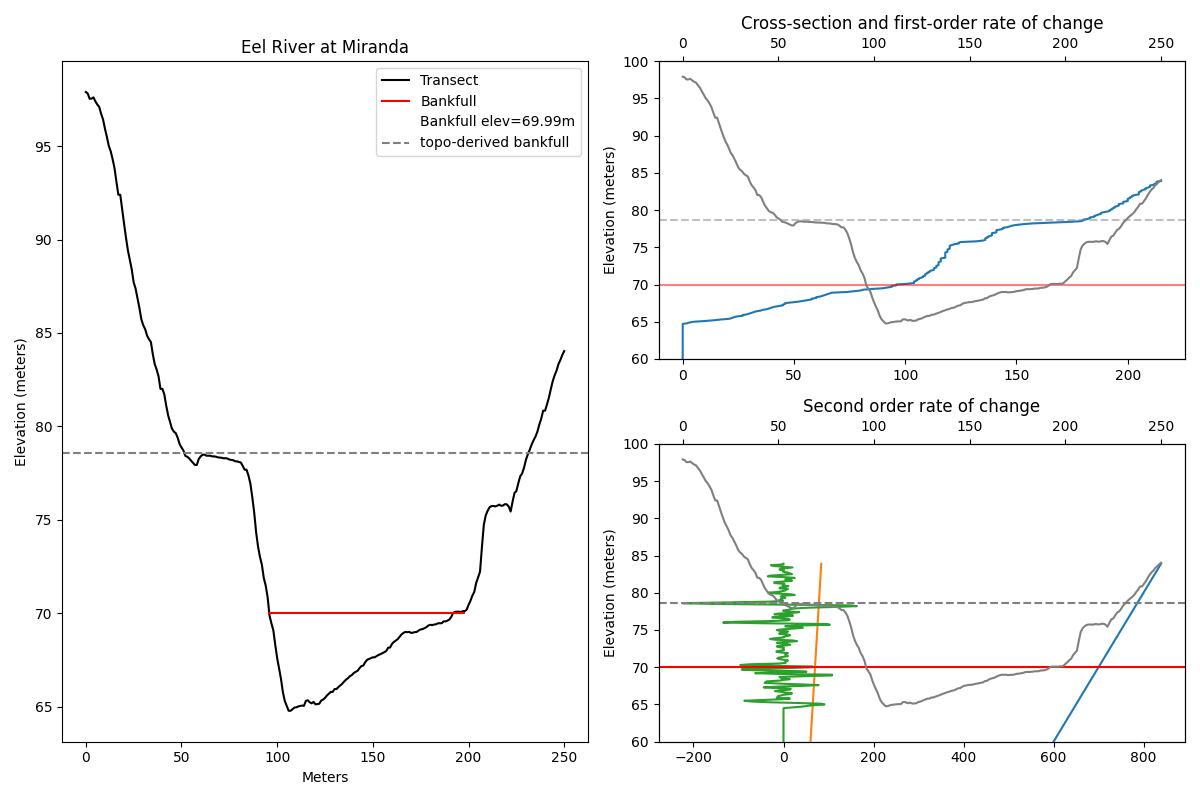 Eel River at Miranda
Transect
Bankfull
Bankfull elev=69.99m
topo-derived bankfull
95
90
85
80
75
70
65
Elevation (meters)
0 50 100 150 200 250
Meters
Cross-section and first-order rate of change
0 50 100 150 200 250
100
95
90
85
80
75
70
65
60
Elevation (meters)
0 50 100 150 200
Second order rate of change
0 50 100 150 200 250
100
95
90
85
80
75
70
65
60
Elevation (meters)
−200 0 200 400 600 800